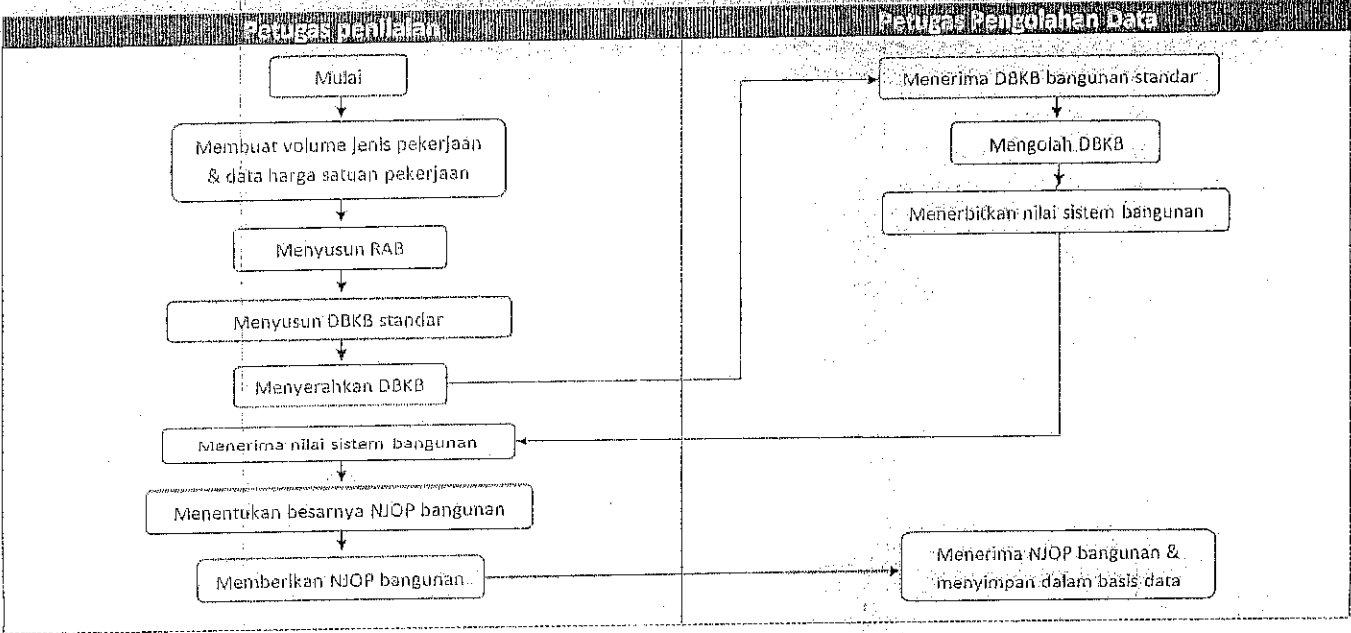 Petugas penilaian
Petugas Pengolahan Data
Mulai
Membuat volume jenis pekerjaan
& data harga satuan pekerjaan
Menyusun RAB
Menyusun DBKB standar
Menyerahkan DBKB
Menerima DBKB bangunan standar
Mengolah DBKB
Menerbitkan nilai sistem bangunan
Menerima nilai sistem bangunan
Menentukan besarnya NJOP bangunan
Memberikan NJOP bangunan
Menerima NJOP bangunan &
menyimpan dalam basis data